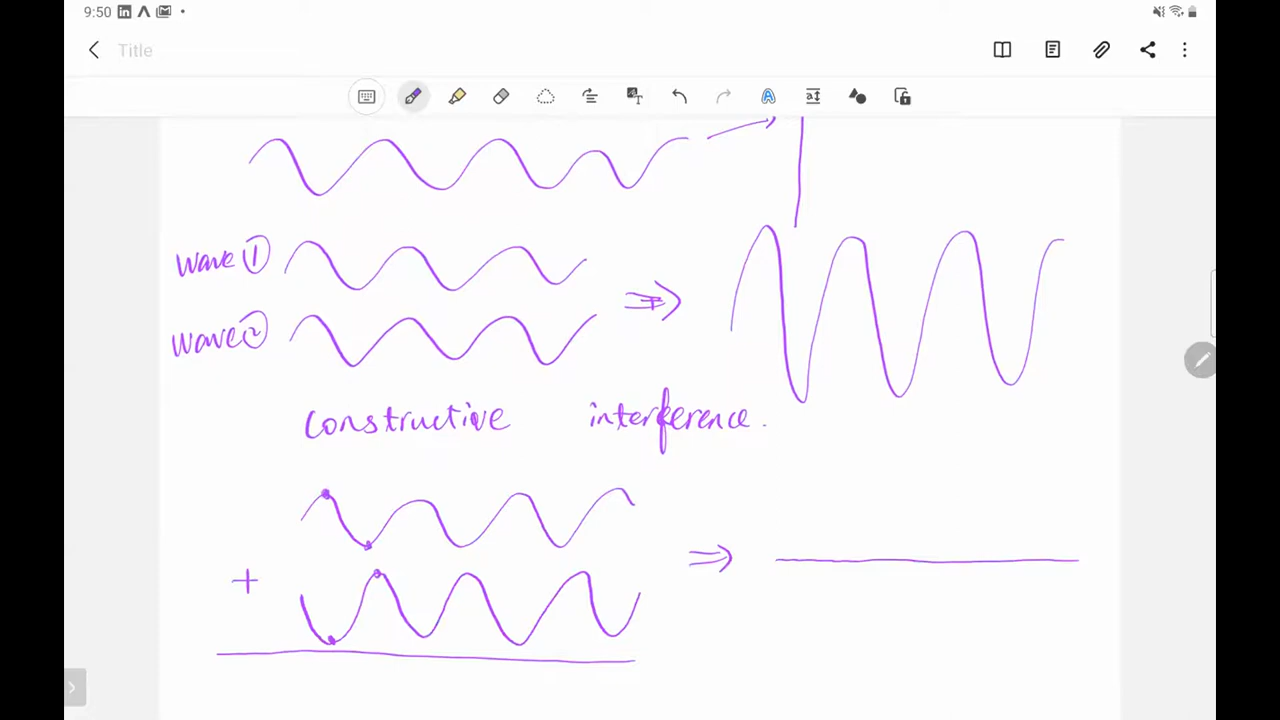 9:50
Title
wave ①
wave ②
constructive interference.
+